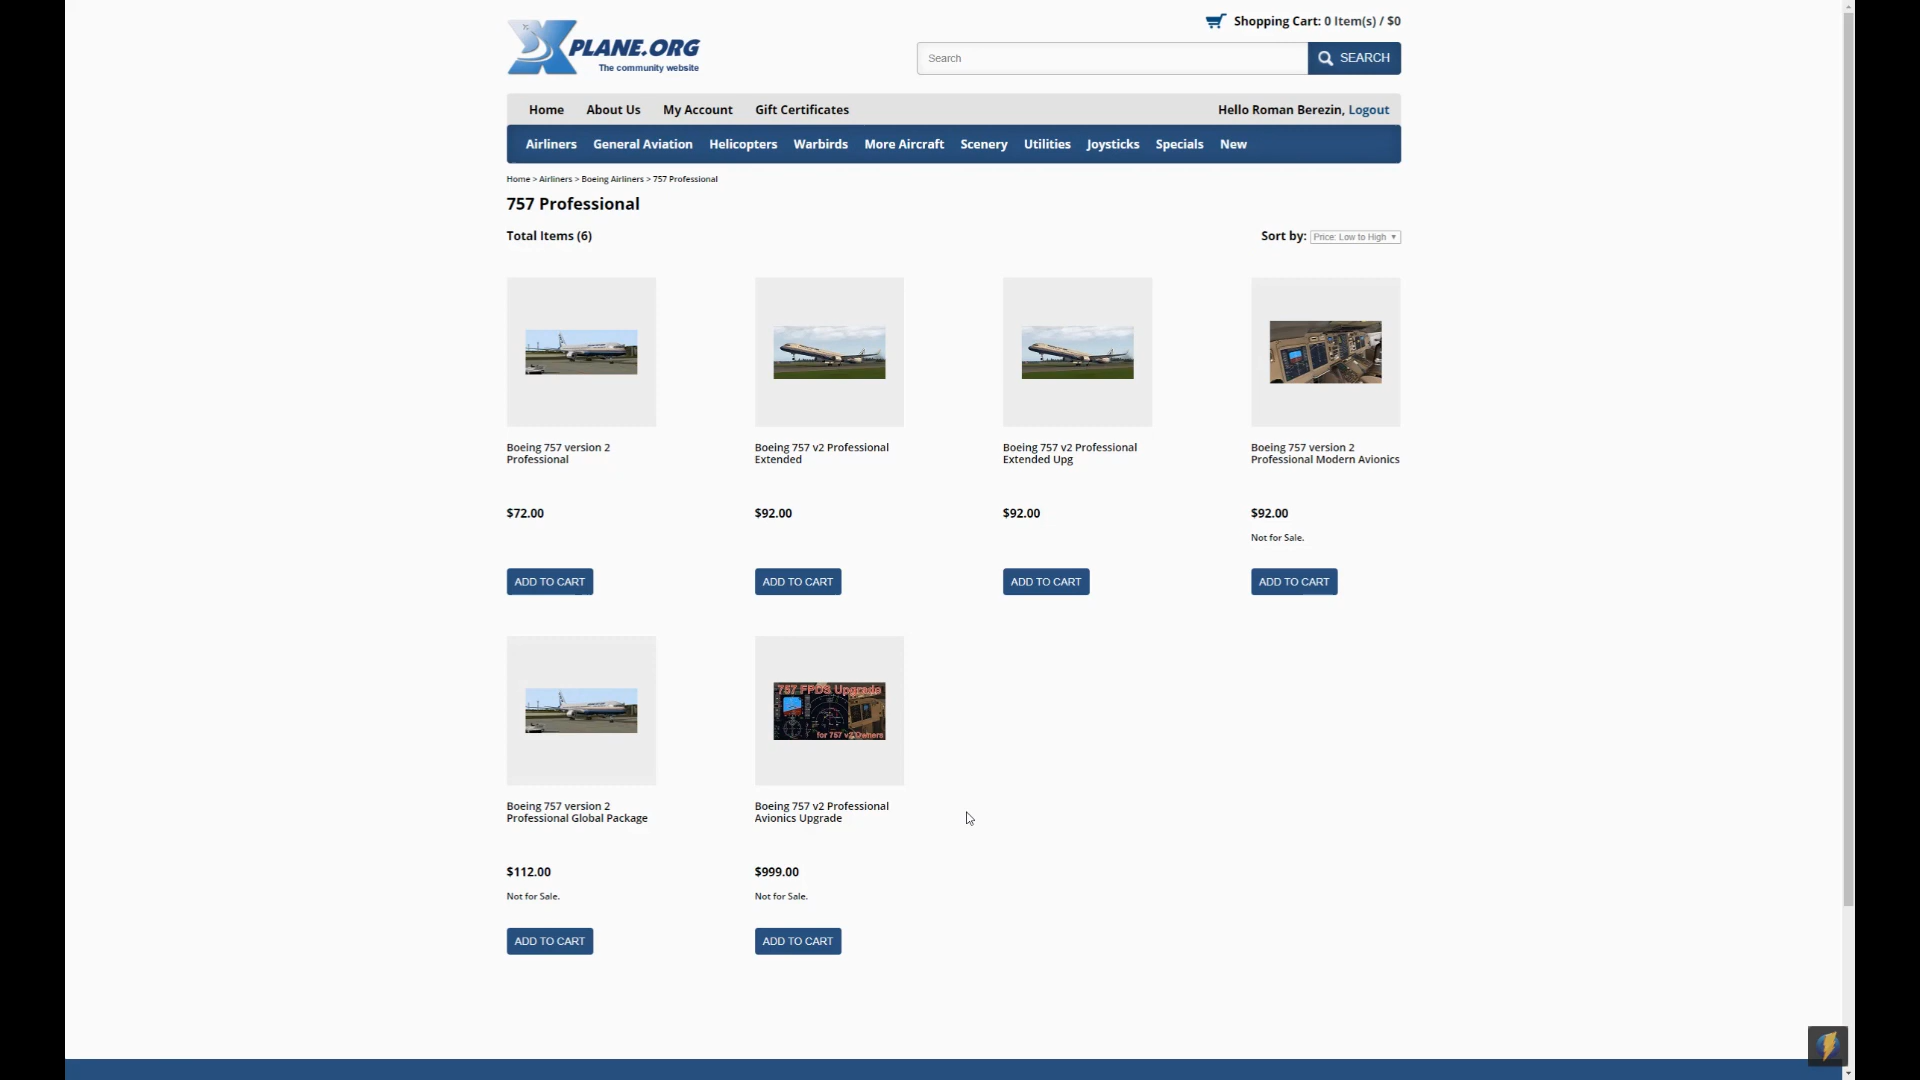 Shopping Cart: 0 Item(s) / $0
XPLANE.ORG
The community website
Search
SEARCH
Home About Us My Account Gift Certificates
Hello Roman Berezin, Logout
Airliners General Aviation Helicopters Warbirds More Aircraft Scenery Utilities Joysticks Specials New
Home > Airliners > Boeing Airliners > 757 Professional
757 Professional
Total Items (6)
Sort by: Price: Low to High
Boeing 757 version 2
Professional
$72.00
ADD TO CART
Boeing 757 v2 Professional
Extended
$92.00
ADD TO CART
Boeing 757 v2 Professional
Extended Upg
$92.00
ADD TO CART
Boeing 757 version 2
Professional Modern Avionics
$92.00
Not for Sale.
ADD TO CART
Boeing 757 version 2
Professional Global Package
$112.00
Not for Sale.
ADD TO CART
757 FPDS Upgrade
for 757 v2 Owners
Boeing 757 v2 Professional
Avionics Upgrade
$999.00
Not for Sale.
ADD TO CART